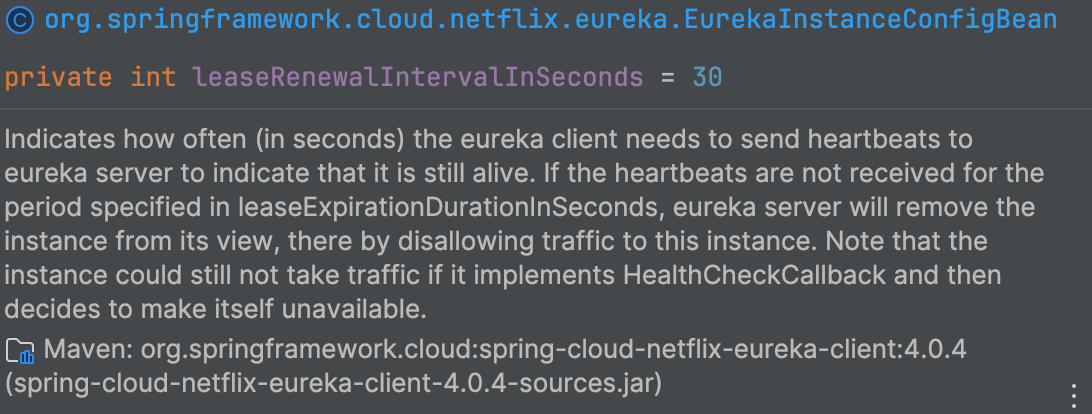 org.springframework.cloud.netflix.eureka.EurekaInstanceConfigBean
private int leaseRenewalIntervalInSeconds = 30
Indicates how often (in seconds) the eureka client needs to send heartbeats to
eureka server to indicate that it is still alive. If the heartbeats are not received for the
period specified in leaseExpirationDurationInSeconds, eureka server will remove the
instance from its view, there by disallowing traffic to this instance. Note that the
instance could still not take traffic if it implements HealthCheckCallback and then
decides to make itself unavailable.
Maven: org.springframework.cloud:spring-cloud-netflix-eureka-client:4.0.4
(spring-cloud-netflix-eureka-client-4.0.4-sources.jar)